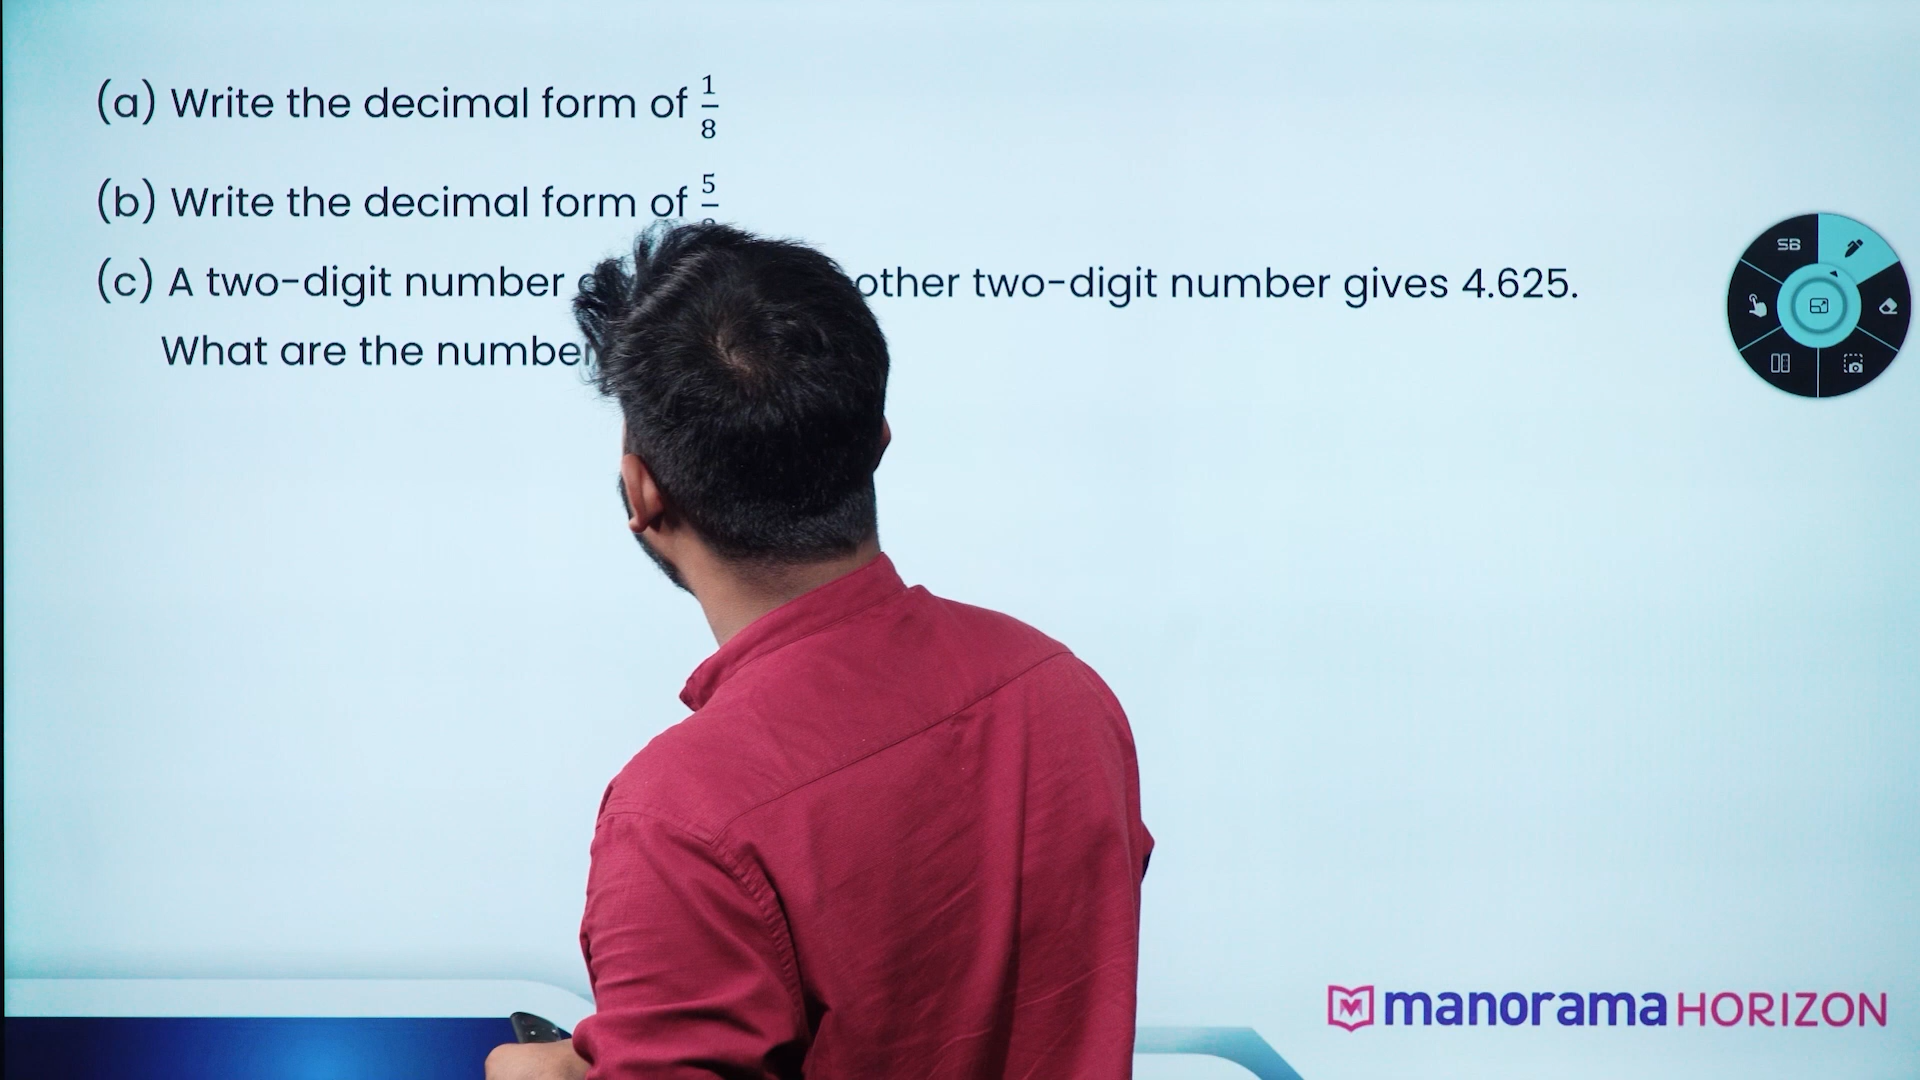 (a) Write the decimal form of 1/8
(b) Write the decimal form of 5
(c) A two-digit number other two-digit number gives 4.625.
What are the number
SB
manorama HORIZON